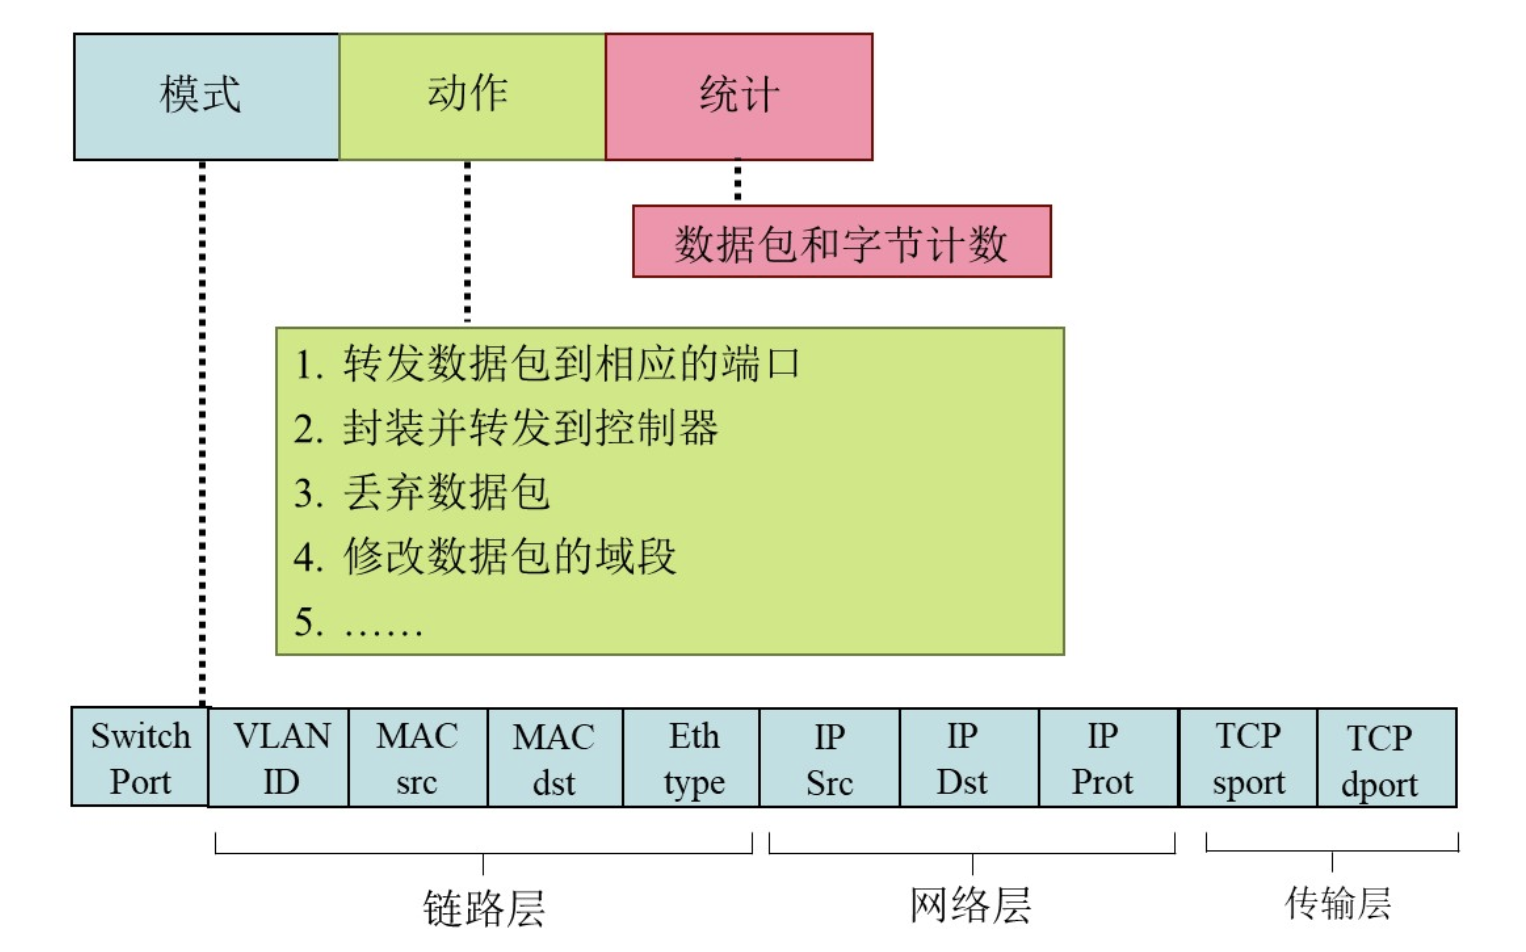 模式 动作 统计
数据包和字节计数
1. 转发数据包到相应的端口
2. 封装并转发到控制器
3. 丢弃数据包
4. 修改数据包的域段
5. ……
Switch Port
VLAN ID
MAC src
MAC dst
Eth type
IP Src
IP Dst
IP Prot
TCP sport
TCP dport
链路层 网络层 传输层